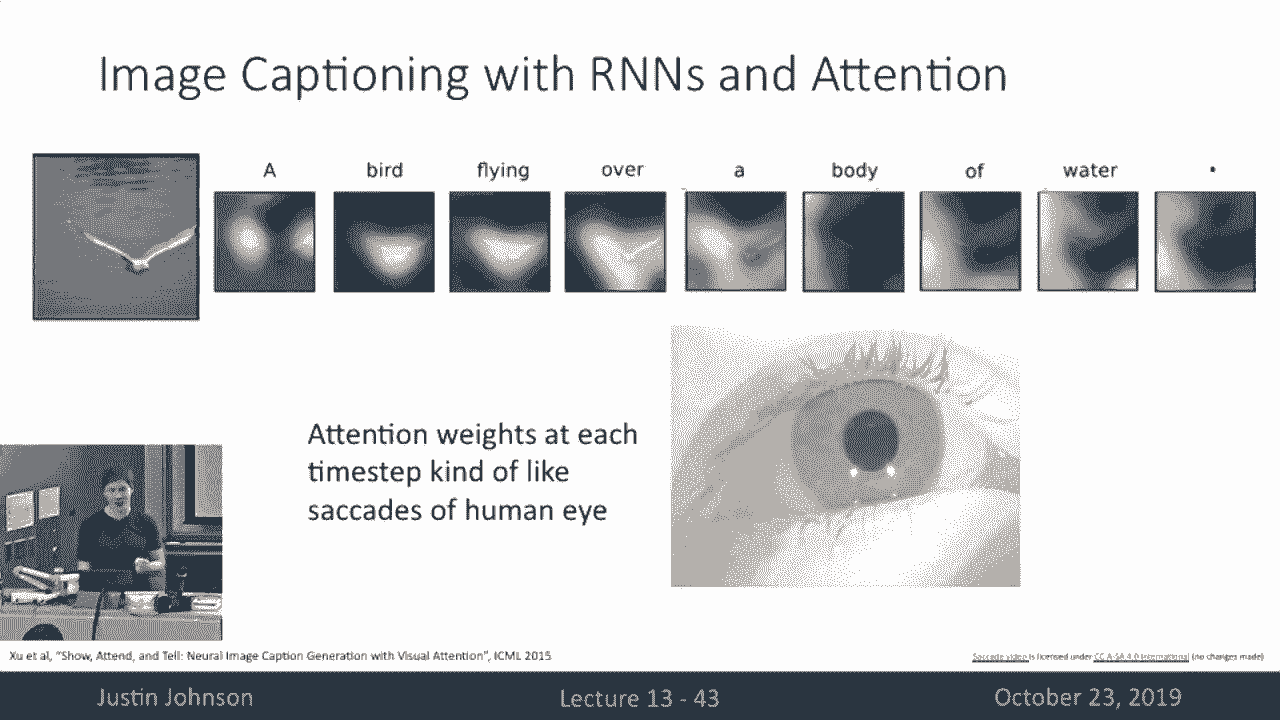 Image Captioning with RNNs and Attention
A bird flying over a body of water .
Attention weights at each
timestep kind of like
saccades of human eye
Xu et al, "Show, Attend, and Tell: Neural Image Caption Generation with Visual Attention", ICML 2015
Saccade video is licensed under CC A-SA 4.0 International (no changes made)
Justin Johnson
Lecture 13 - 43
October 23, 2019